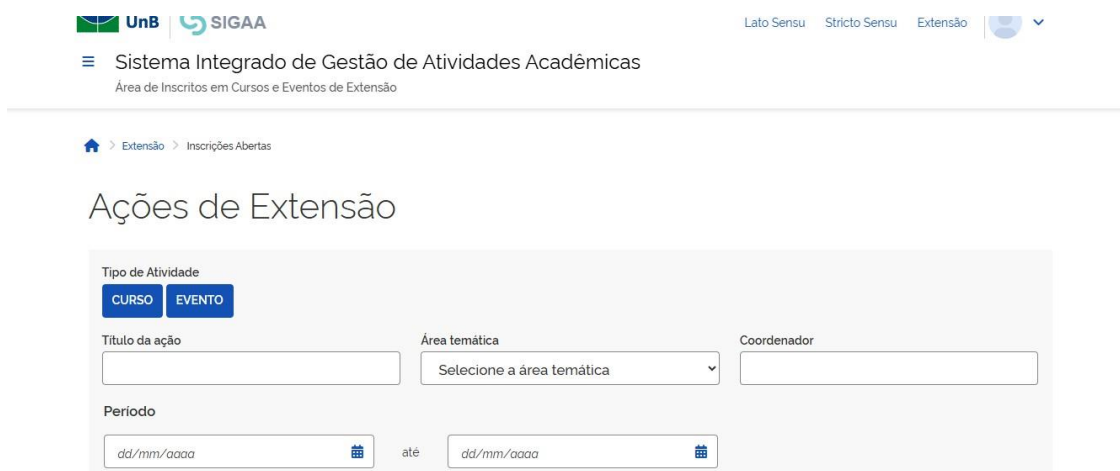 UnB SIGAA Lato Sensu Stricto Sensu Extensão
Sistema Integrado de Gestão de Atividades Acadêmicas
Área de Inscritos em Cursos e Eventos de Extensão
Extensão > Inscrições Abertas
Ações de Extensão
Tipo de Atividade
CURSO EVENTO
Título da ação Área temática Coordenador
Selecione a área temática
Período
dd/mm/aaaa até dd/mm/aaaa